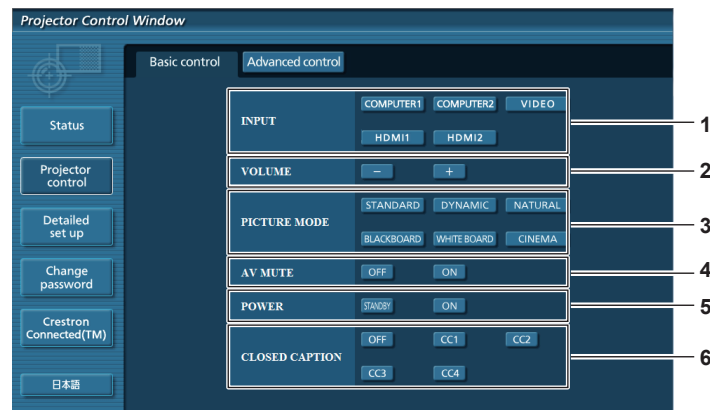 Projector Control Window
Basic control Advanced control
Status
Projector
control
Detailed
set up
Change
password
Crestron
Connected(TM)
日本語
INPUT COMPUTER1 COMPUTER2 VIDEO
HDMI1 HDMI2
1
VOLUME - +
2
PICTURE MODE STANDARD DYNAMIC NATURAL
BLACKBOARD WHITE BOARD CINEMA
3
AV MUTE OFF ON
4
POWER STANDBY ON
5
CLOSED CAPTION OFF CC1 CC2
CC3 CC4
6